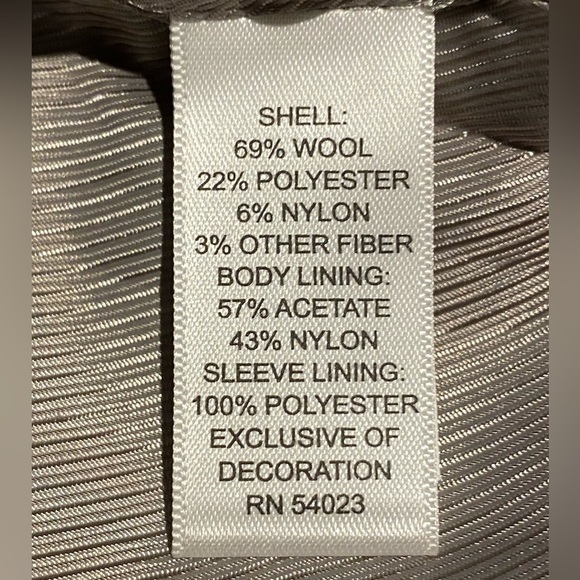 SHELL:
69% WOOL
22% POLYESTER
6% NYLON
3% OTHER FIBER
BODY LINING:
57% ACETATE
43% NYLON
SLEEVE LINING:
100% POLYESTER
EXCLUSIVE OF
DECORATION
RN 54023